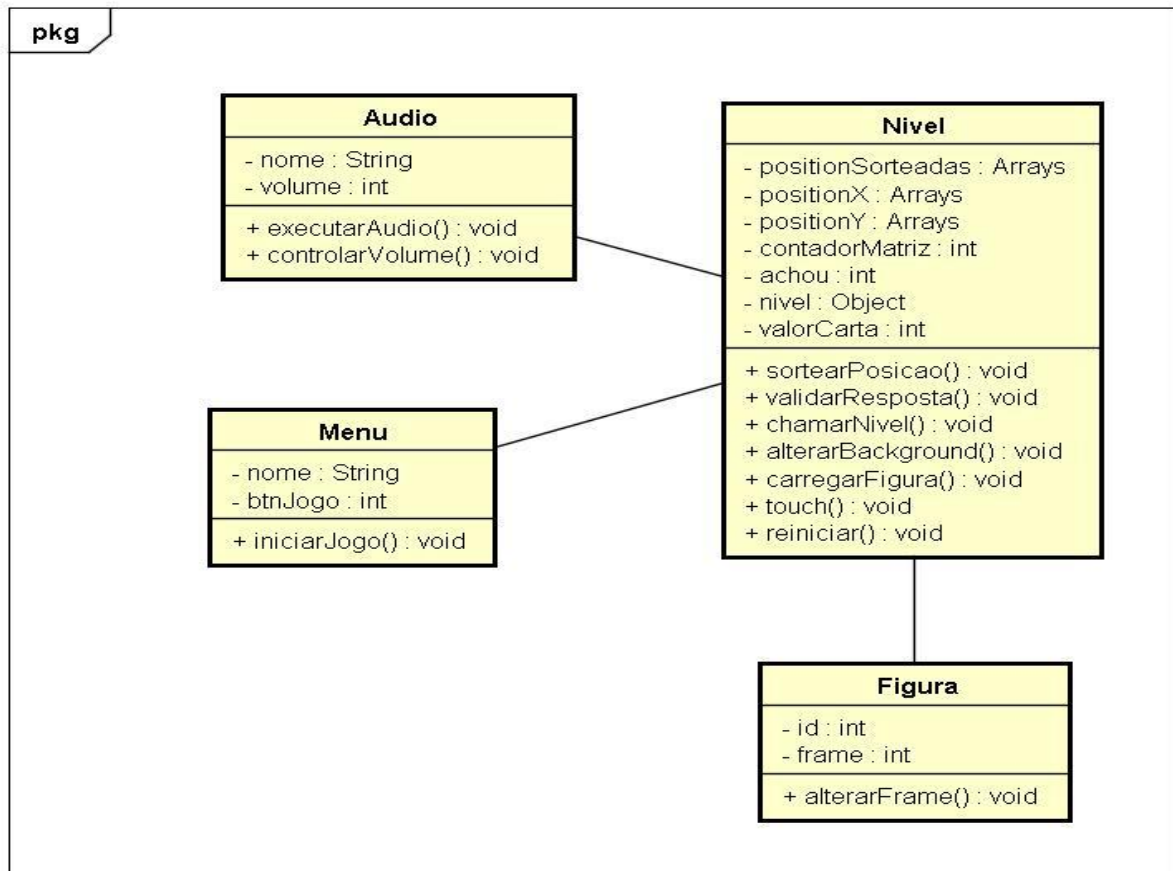 pkg
Audio
- nome : String
- volume : int
+ executarAudio() : void
+ controlarVolume() : void
Menu
- nome : String
- btnJogo : int
+ iniciarJogo() : void
Nivel
- positionSorteadas : Arrays
- positionX : Arrays
- positionY : Arrays
- contadorMatriz : int
- achou : int
- nivel : Object
- valorCarta : int
+ sortearPosicao() : void
+ validarResposta() : void
+ chamarNivel() : void
+ alterarBackground() : void
+ carregarFigura() : void
+ touch() : void
+ reiniciar() : void
Figura
- id : int
- frame : int
+ alterarFrame() : void